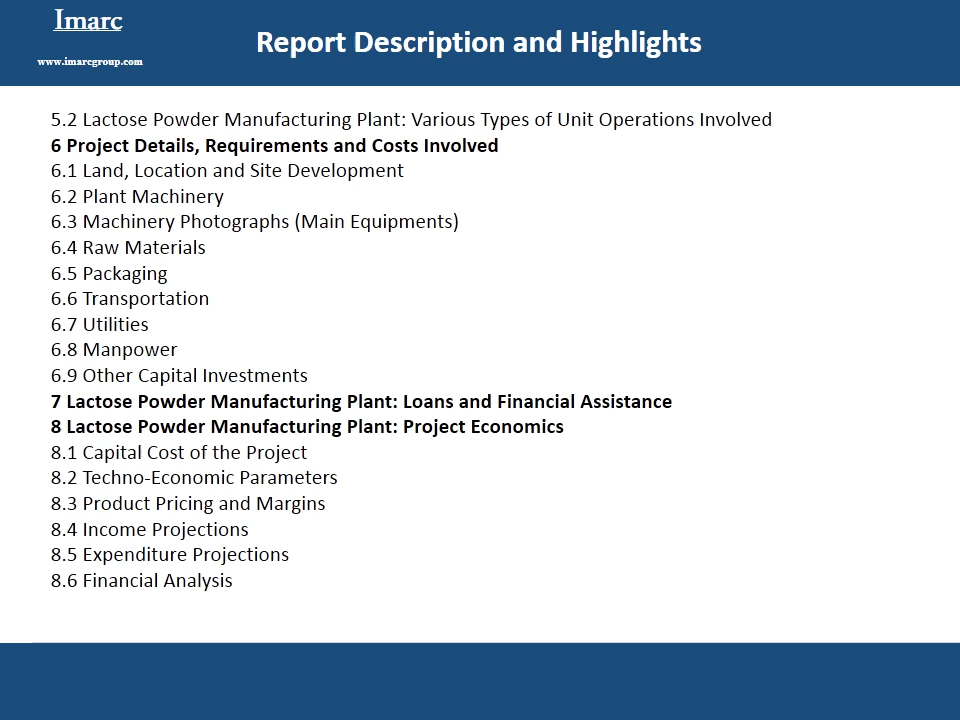 Imarc
www.imarcgroup.com
Report Description and Highlights
5.2 Lactose Powder Manufacturing Plant: Various Types of Unit Operations Involved
6 Project Details, Requirements and Costs Involved
6.1 Land, Location and Site Development
6.2 Plant Machinery
6.3 Machinery Photographs (Main Equipments)
6.4 Raw Materials
6.5 Packaging
6.6 Transportation
6.7 Utilities
6.8 Manpower
6.9 Other Capital Investments
7 Lactose Powder Manufacturing Plant: Loans and Financial Assistance
8 Lactose Powder Manufacturing Plant: Project Economics
8.1 Capital Cost of the Project
8.2 Techno-Economic Parameters
8.3 Product Pricing and Margins
8.4 Income Projections
8.5 Expenditure Projections
8.6 Financial Analysis